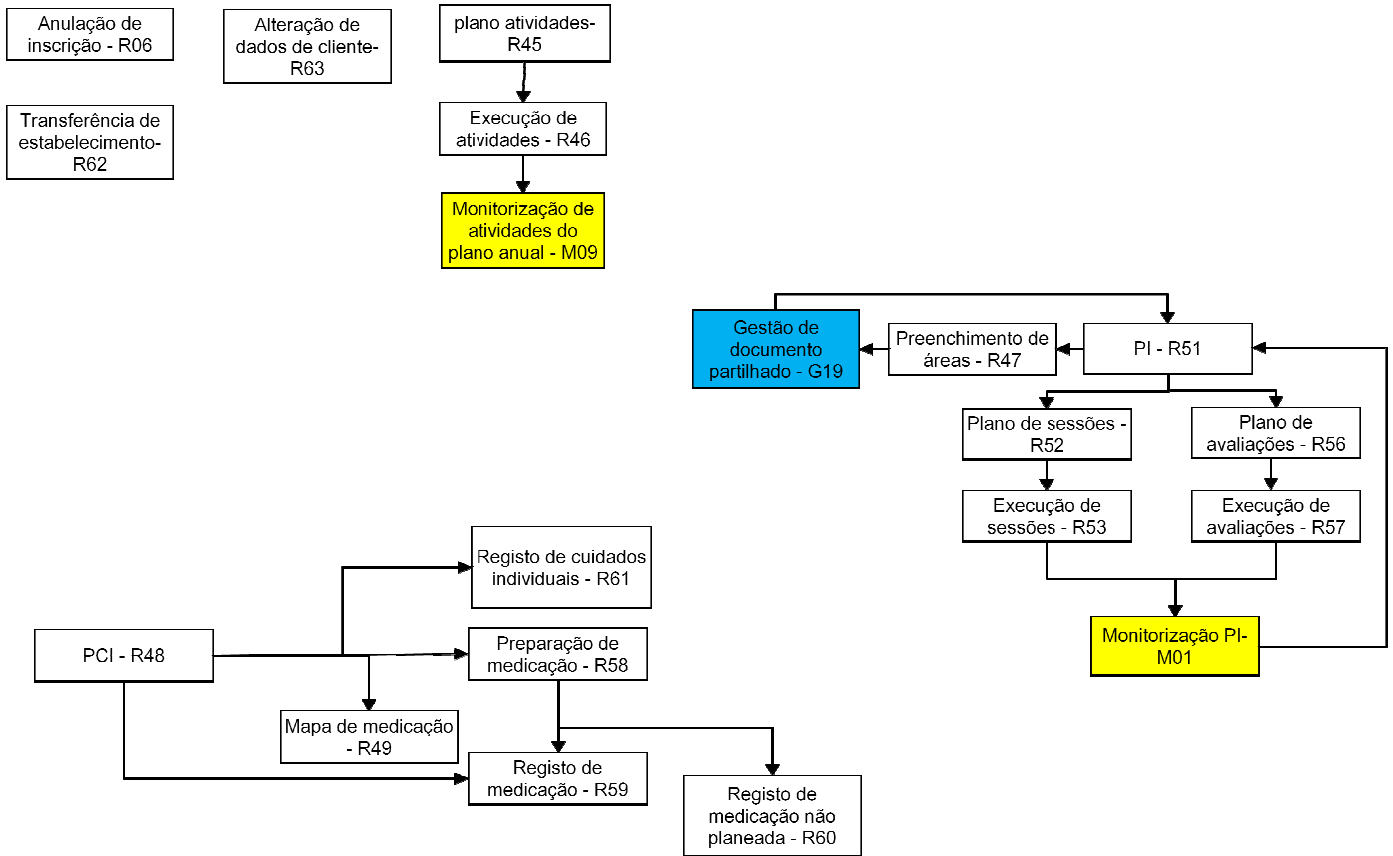 Anulação de
inscrição - R06
Alteração de
dados de cliente-
R63
plano atividades-
R45
Transferência de
estabelecimento-
R62
Execução de
atividades - R46
Monitorização de
atividades do
plano anual - M09
Gestão de
documento
partilhado - G19
Preenchimento de
áreas - R47
PI - R51
Plano de sessões -
R52
Plano de
avaliações - R56
Execução de
sessões - R53
Execução de
avaliações - R57
Monitorização PI-
M01
Registo de cuidados
individuais - R61
PCI - R48
Preparação de
medicação - R58
Mapa de medicação
- R49
Registo de
medicação - R59
Registo de
medicação não
planeada - R60